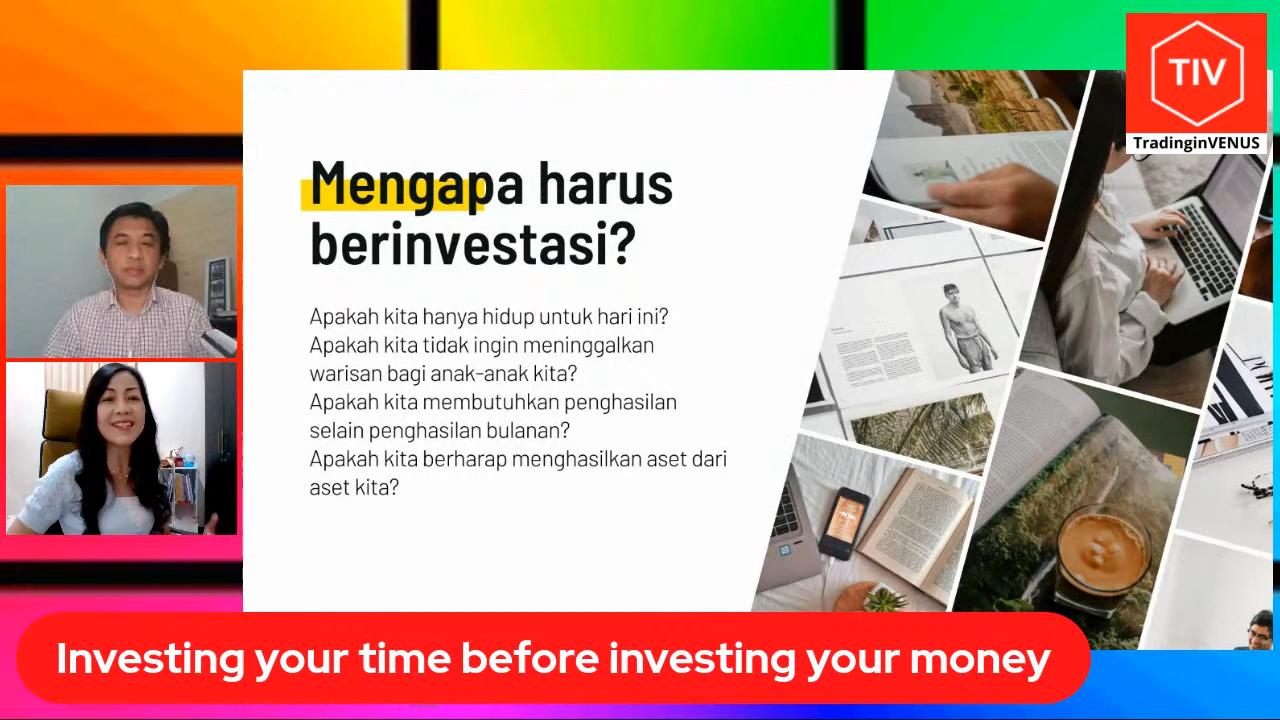 TIV
TradinginVENUS
Mengapa harus
berinvestasi?
Apakah kita hanya hidup untuk hari ini?
Apakah kita tidak ingin meninggalkan
warisan bagi anak-anak kita?
Apakah kita membutuhkan penghasilan
selain penghasilan bulanan?
Apakah kita berharap menghasilkan aset dari
aset kita?
Investing your time before investing your money